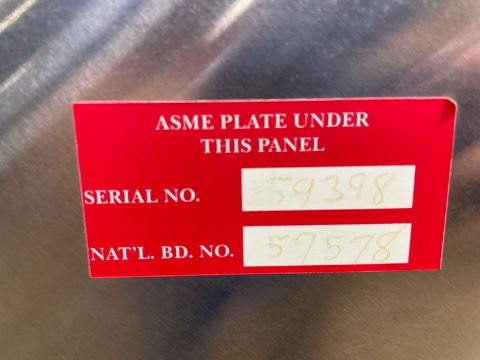 ASME PLATE UNDER
THIS PANEL
SERIAL NO. 59398
NAT'L. BD. NO. 57578